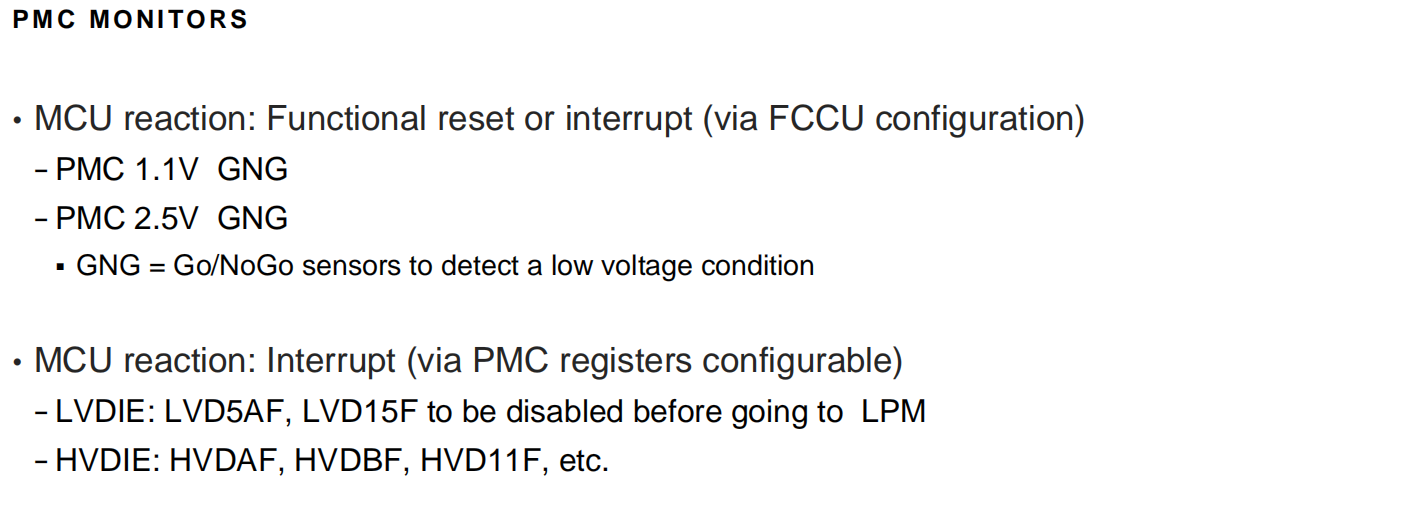 PMC MONITORS
• MCU reaction: Functional reset or interrupt (via FCCU configuration)
– PMC 1.1V GNG
– PMC 2.5V GNG
▪ GNG = Go/NoGo sensors to detect a low voltage condition
• MCU reaction: Interrupt (via PMC registers configurable)
– LVDIE: LVD5AF, LVD15F to be disabled before going to LPM
– HVDIE: HVDAF, HVDBF, HVD11F, etc.